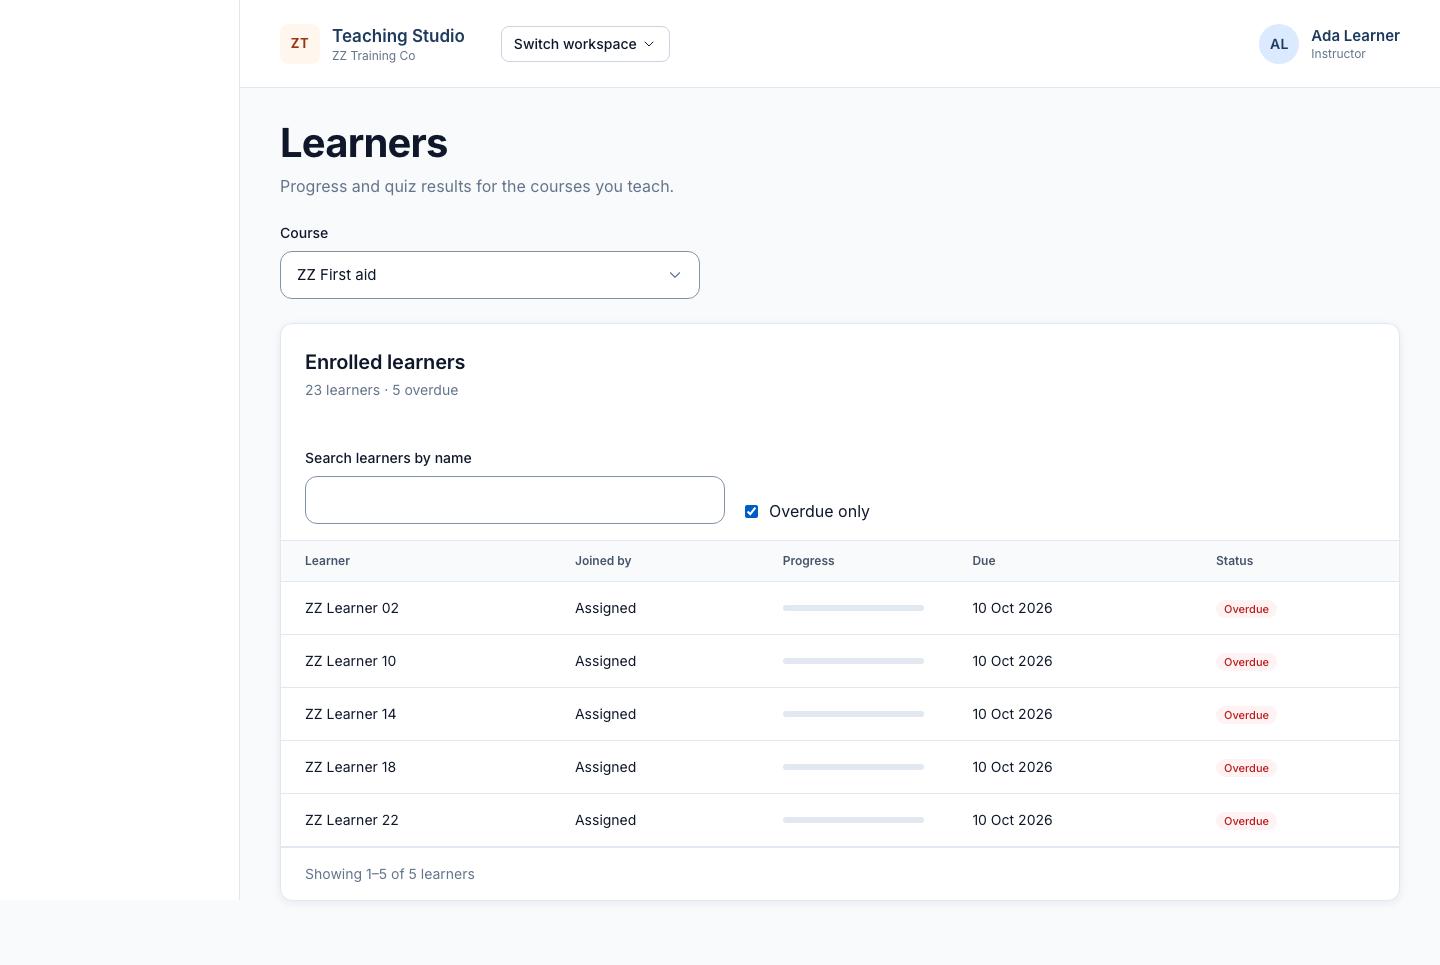 ZT
Teaching Studio
ZZ Training Co
Switch workspace
AL
Ada Learner
Instructor
Learners
Progress and quiz results for the courses you teach.
Course
ZZ First aid
Enrolled learners
23 learners · 5 overdue
Search learners by name
Overdue only
Learner Joined by Progress Due Status
ZZ Learner 02 Assigned 10 Oct 2026 Overdue
ZZ Learner 10 Assigned 10 Oct 2026 Overdue
ZZ Learner 14 Assigned 10 Oct 2026 Overdue
ZZ Learner 18 Assigned 10 Oct 2026 Overdue
ZZ Learner 22 Assigned 10 Oct 2026 Overdue
Showing 1–5 of 5 learners